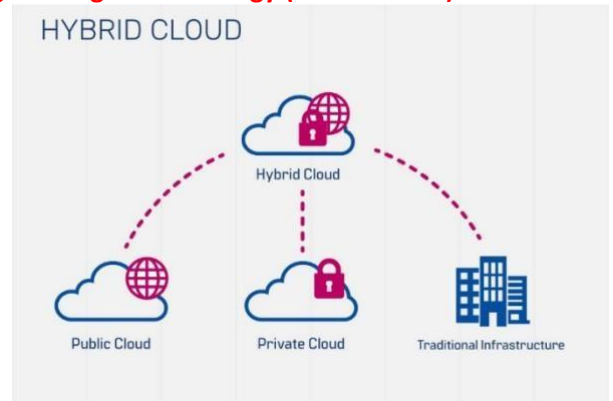 HYBRID CLOUD
Hybrid Cloud
Public Cloud
Private Cloud
Traditional Infrastructure